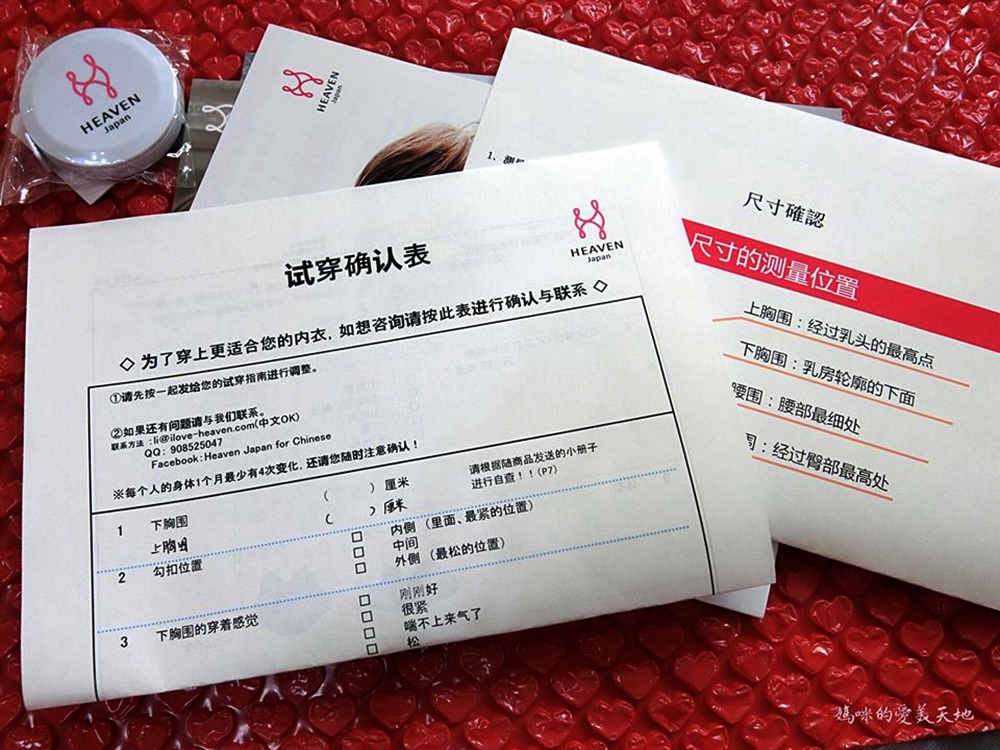 HEAVEN
Japan
HEAVEN
Japan
1、
尺寸確認
尺寸的测量位置
上胸围：经过乳头的最高点
下胸围：乳房轮廓的下面
腰围：腰部最细处
围：经过臀部最高处
HEAVEN
Japan
试穿确认表
◇ 为了穿上更适合您的内衣, 如想咨询请按此表进行确认与联系 ◇
①请先按一起发给您的试穿指南进行调整。
②如果还有问题请与我们联系。
联系方法 :li@ilove-heaven.com(中文OK)
QQ: 908525047
Facebook:Heaven Japan for Chinese
※每个人的身体1个月最少有4次变化, 还请您随时注意确认！
1 下胸围 （ ）厘米
上胸围 （ ）厘米
请根据随商品发送的小册子
进行自查！！(P7)
2 勾扣位置 □ 内侧（里面、最紧的位置）
□ 中间
□ 外侧（最松的位置）
3 下胸围的穿着感觉 □ 刚刚好
□ 很紧
□ 喘不上来气了
□ 松
媽咪的愛義天地